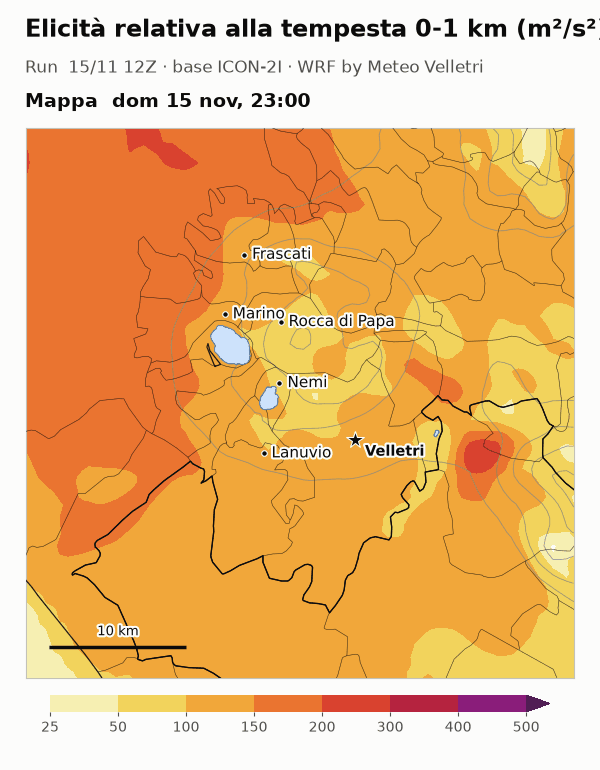 Elicità relativa alla tempesta 0-1 km (m²/s²)
Run 15/11 12Z · base ICON-2I · WRF by Meteo Velletri
Mappa dom 15 nov, 23:00
Frascati
Marino
Rocca di Papa
Nemi
Velletri
Lanuvio
10 km
25 50 100 150 200 300 400 500